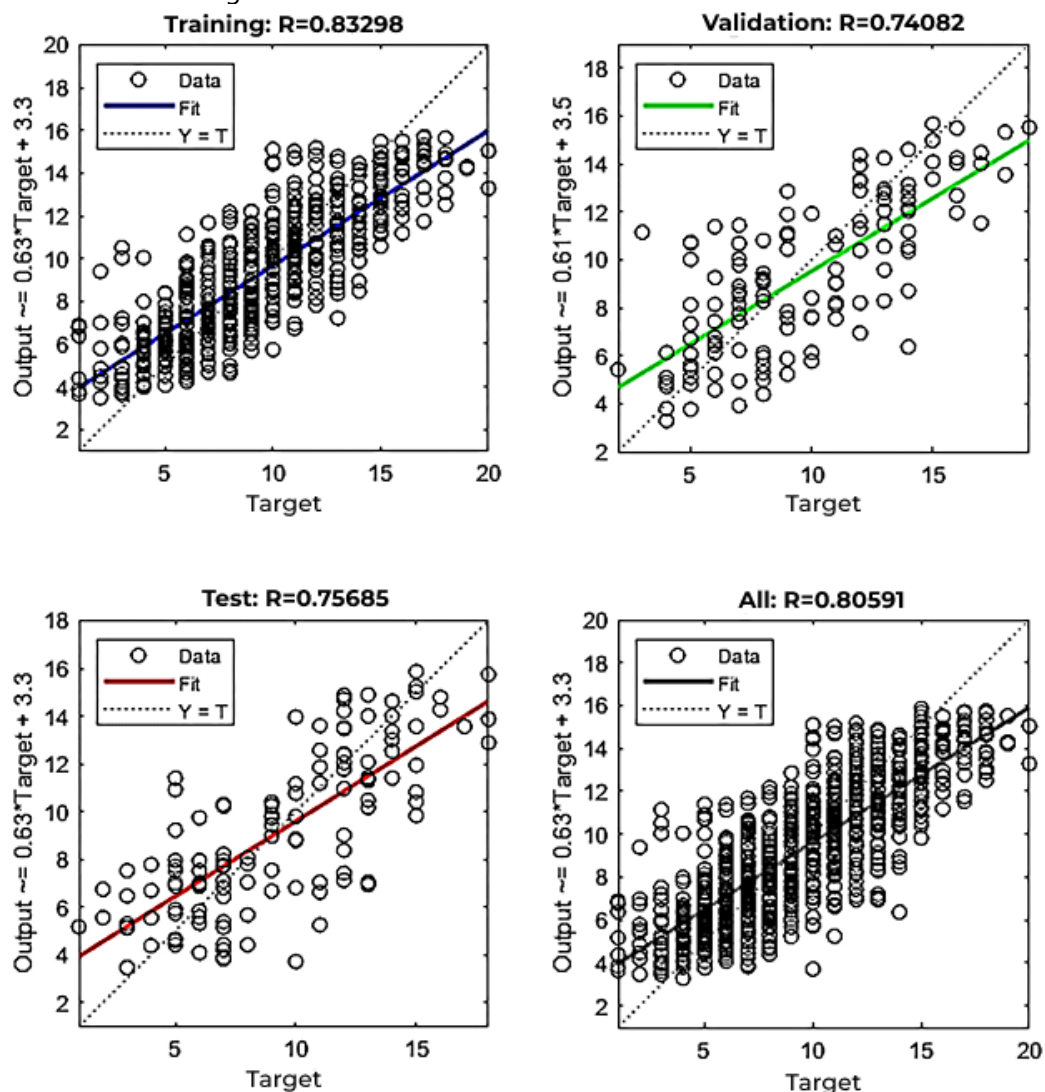 Training: R=0.83298
Output ~= 0.63*Target + 3.3
Data
Fit
Y = T
20
18
16
14
12
10
8
6
4
2
5
10
15
20
Target
Validation: R=0.74082
Output ~= 0.61*Target + 3.5
Data
Fit
Y = T
18
16
14
12
10
8
6
4
2
5
10
15
Target
Test: R=0.75685
Output ~= 0.63*Target + 3.3
Data
Fit
Y = T
18
16
14
12
10
8
6
4
2
5
10
15
Target
All: R=0.80591
Output ~= 0.63*Target + 3.3
Data
Fit
Y = T
20
18
16
14
12
10
8
6
4
2
5
10
15
20
Target